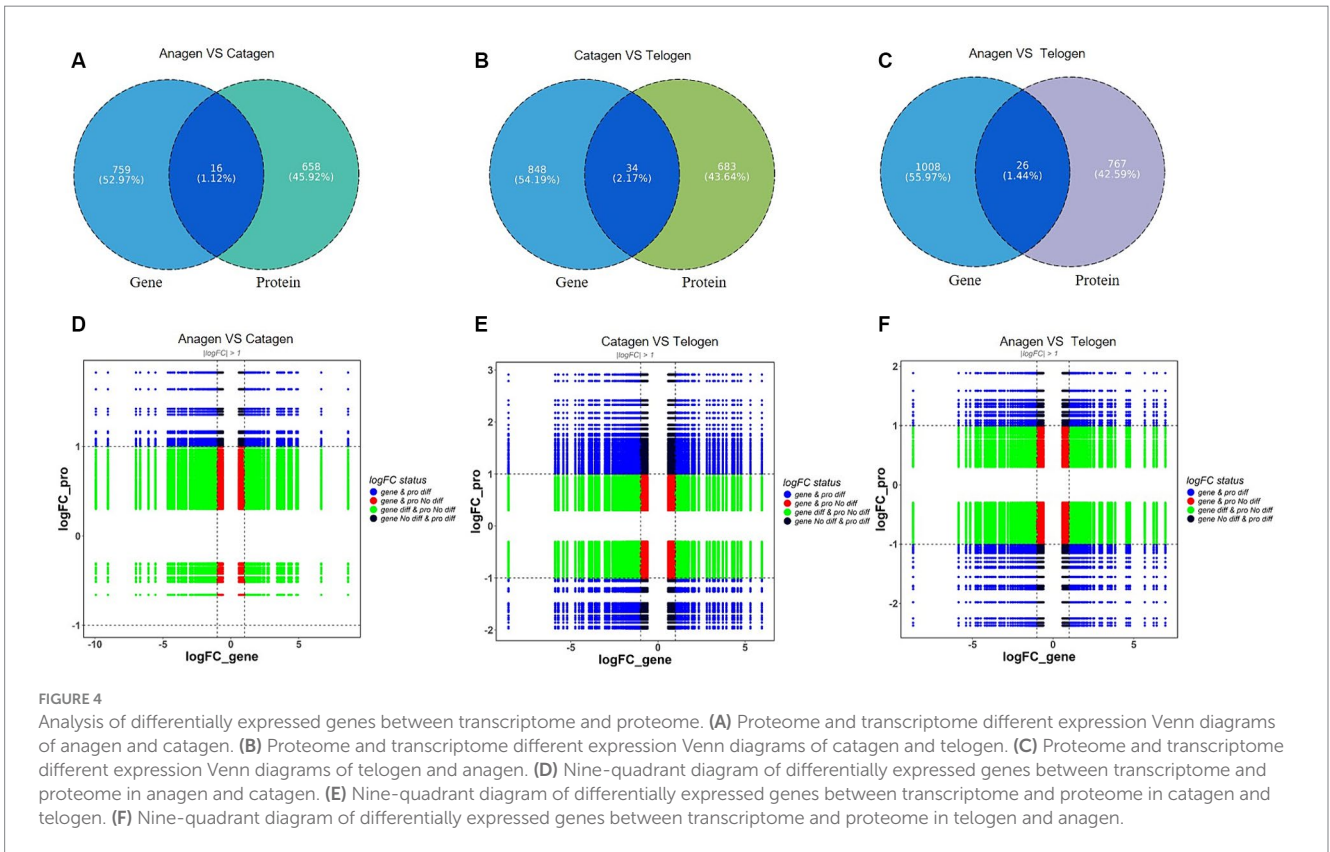 A
Anagen VS Catagen
759
(52.97%)
16
(1.12%)
658
(45.92%)
Gene
Protein
B
Catagen VS Telogen
848
(54.19%)
34
(2.17%)
683
(43.64%)
Gene
Protein
C
Anagen VS Telogen
1008
(55.97%)
26
(1.44%)
767
(42.59%)
Gene
Protein
D
Anagen VS Catagen
|logFC| > 1
logFC_pro
1
0
-1
-10
-5
0
5
logFC_gene
logFC status
gene & pro diff
gene & pro No diff
gene diff & pro No diff
gene No diff & pro diff
E
Catagen VS Telogen
|logFC| > 1
logFC_pro
3
2
1
0
-1
-2
-5
0
5
logFC_gene
logFC status
gene & pro diff
gene & pro No diff
gene diff & pro No diff
gene No diff & pro diff
F
Anagen VS Telogen
|logFC| > 1
logFC_pro
2
1
0
-1
-2
-5
0
5
logFC_gene
logFC status
gene & pro diff
gene & pro No diff
gene diff & pro No diff
gene No diff & pro diff
FIGURE 4
Analysis of differentially expressed genes between transcriptome and proteome. (A) Proteome and transcriptome different expression Venn diagrams
of anagen and catagen. (B) Proteome and transcriptome different expression Venn diagrams of catagen and telogen. (C) Proteome and transcriptome
different expression Venn diagrams of telogen and anagen. (D) Nine-quadrant diagram of differentially expressed genes between transcriptome and
proteome in anagen and catagen. (E) Nine-quadrant diagram of differentially expressed genes between transcriptome and proteome in catagen and
telogen. (F) Nine-quadrant diagram of differentially expressed genes between transcriptome and proteome in telogen and anagen.